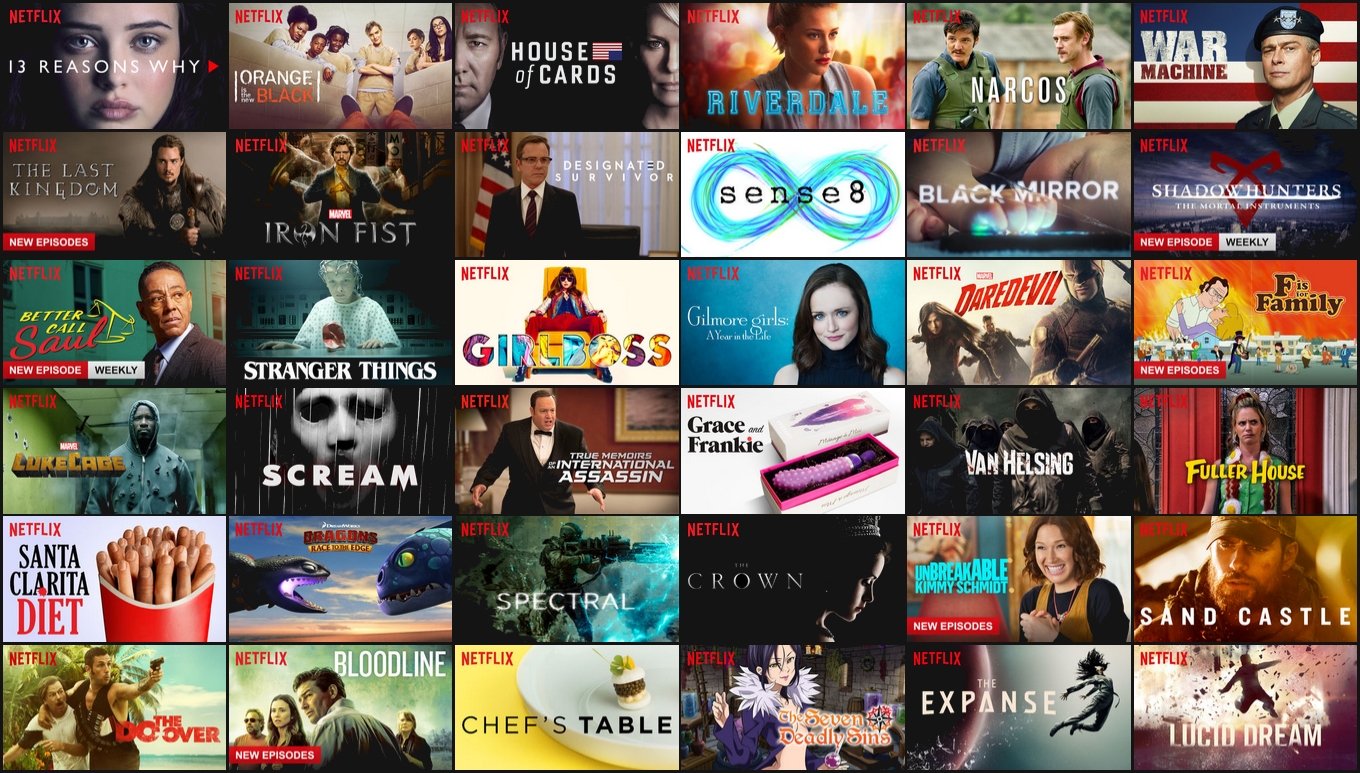 NETFLIX
13 REASONS WHY
NETFLIX
ORANGE
is the new BLACK
NETFLIX
HOUSE
of CARDS
NETFLIX
RIVERDALE
NETFLIX
NARCOS
NETFLIX
WAR
MACHINE
NETFLIX
THE LAST
KINGDOM
NEW EPISODES
NETFLIX
MARVEL
IRON FIST
NETFLIX
DESIGNATED
SURVIVOR
NETFLIX
sense8
NETFLIX
BLACK MIRROR
NETFLIX
SHADOWHUNTERS
THE MORTAL INSTRUMENTS
NEW EPISODE WEEKLY
NETFLIX
BETTER
CALL
Saul
NEW EPISODE WEEKLY
NETFLIX
STRANGER THINGS
NETFLIX
GIRLBOSS
NETFLIX
Gilmore girls:
A Year in the Life
NETFLIX
MARVEL
DAREDEVIL
NETFLIX
F is
for
Family
NEW EPISODES
NETFLIX
MARVEL
LUKE CAGE
NETFLIX
SCREAM
NETFLIX
TRUE MEMOIRS
OF AN INTERNATIONAL
ASSASSIN
NETFLIX
Grace and
Frankie
NETFLIX
VAN HELSING
NETFLIX
FULLER HOUSE
NETFLIX
SANTA
CLARITA
DIET
NETFLIX
DREAMWORKS
DRAGONS
RACE TO THE EDGE
NETFLIX
SPECTRAL
NETFLIX
THE
CROWN
NETFLIX
UNBREAKABLE
KIMMY SCHMIDT
NEW EPISODES
NETFLIX
SAND CASTLE
NETFLIX
THE
DO-OVER
NETFLIX
BLOODLINE
NEW EPISODES
NETFLIX
CHEF'S TABLE
NETFLIX
The Seven
Deadly Sins
NETFLIX
THE
EXPANSE
NETFLIX
LUCID DREAM